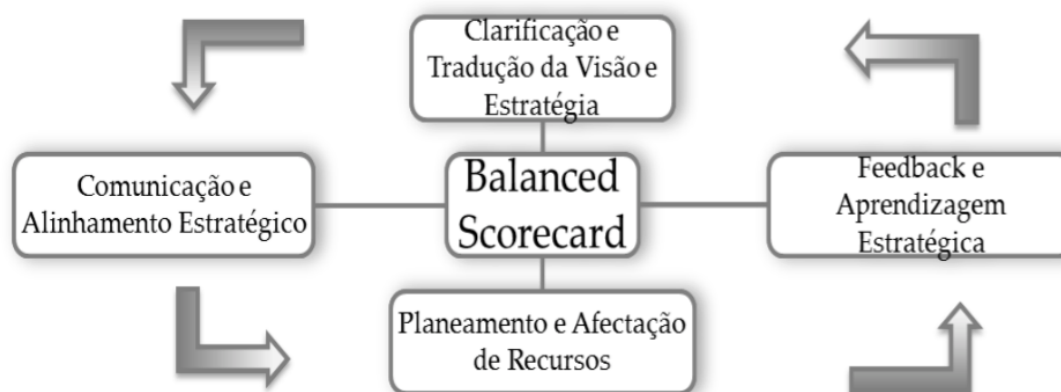 Clarificação e
Tradução da Visão e
Estratégia
Comunicação e
Alinhamento Estratégico
Balanced
Scorecard
Feedback e
Aprendizagem
Estratégica
Planeamento e Afectação
de Recursos